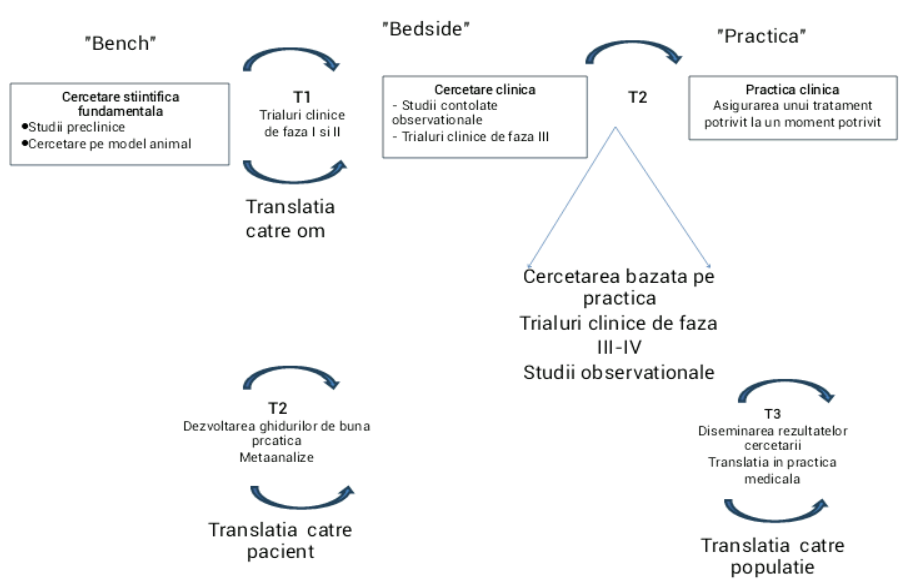 "Bench"
"Bedside"
"Practica"
Cercetare stiintifica
fundamentala
●Studii preclinice
●Cercetare pe model animal
T1
Trialuri clinice
de faza I si II
Translatia
catre om
Cercetare clinica
- Studii contolate
observationale
- Trialuri clinice de faza III
T2
Practica clinica
Asigurarea unui tratament
potrivit la un moment potrivit
Cercetarea bazata pe
practica
Trialuri clinice de faza
III-IV
Studii observationale
T2
Dezvoltarea ghidurilor de buna
prcatica
Metaanalize
Translatia catre
pacient
T3
Diseminarea rezultatelor
cercetarii
Translatia in practica
medicala
Translatia catre
populatie